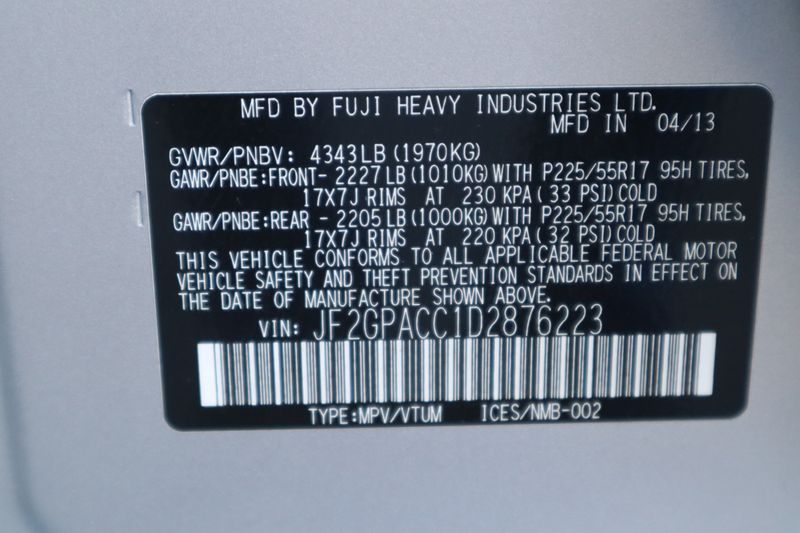 MFD BY FUJI HEAVY INDUSTRIES LTD.
MFD IN 04/13
GVWR/PNBV: 4343LB (1970KG)
GAWR/PNBE:FRONT- 2227LB (1010KG) WITH P225/55R17 95H TIRES,
17X7J RIMS AT 230 KPA( 33 PSI) COLD
GAWR/PNBE:REAR - 2205LB (1000KG) WITH P225/55R17 95H TIRES,
17X7J RIMS AT 220 KPA( 32 PSI) COLD
THIS VEHICLE CONFORMS TO ALL APPLICABLE FEDERAL MOTOR
VEHICLE SAFETY AND THEFT PREVENTION STANDARDS IN EFFECT ON
THE DATE OF MANUFACTURE SHOWN ABOVE.
VIN: JF2GPACC1D2876223
TYPE:MPV/VTUM ICES/NMB-002